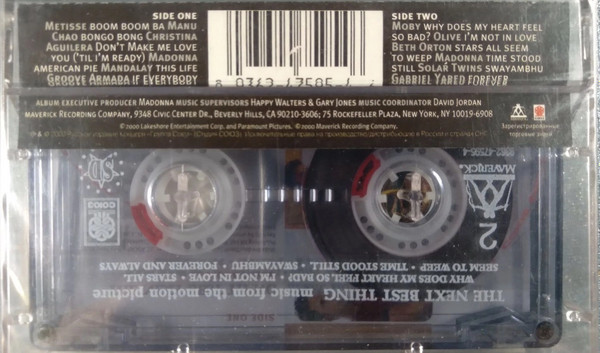 SIDE ONE
METISSE BOOM BOOM BA MANU
CHAO BONGO BONG CHRISTINA
AGUILERA DON'T MAKE ME LOVE
YOU ('TIL I'M READY) MADONNA
AMERICAN PIE MANDALAY THIS LIFE
GROOVE ARMADA IF EVERYBODY
SIDE TWO
MOBY WHY DOES MY HEART FEEL
SO BAD? OLIVE I'M NOT IN LOVE
BETH ORTON STARS ALL SEEM
TO WEEP MADONNA TIME STOOD
STILL SOLAR TWINS SWAYAMBHU
GABRIEL YARED FOREVER
ALBUM EXECUTIVE PRODUCER MADONNA MUSIC SUPERVISORS HAPPY WALTERS & GARY JONES MUSIC COORDINATOR DAVID JORDAN
MAVERICK RECORDING COMPANY, 9348 CIVIC CENTER DR., BEVERLY HILLS, CA 90210-3606; 75 ROCKEFELLER PLAZA, NEW YORK, NY 10019-6908
©2000 LAKESHORE ENTERTAINMENT CORP. AND PARAMOUNT PICTURES. ℗2000 MAVERICK RECORDING COMPANY.
Зарегистрированные
товарные знаки
MAVERICK
2
THE NEXT BEST THING music from the motion picture
WHY DOES MY HEART FEEL SO BAD? • I'M NOT IN LOVE • STARS ALL
SEEM TO WEEP • TIME STOOD STILL • SWAYAMBHU • FOREVER AND ALWAYS
SIDE ONE